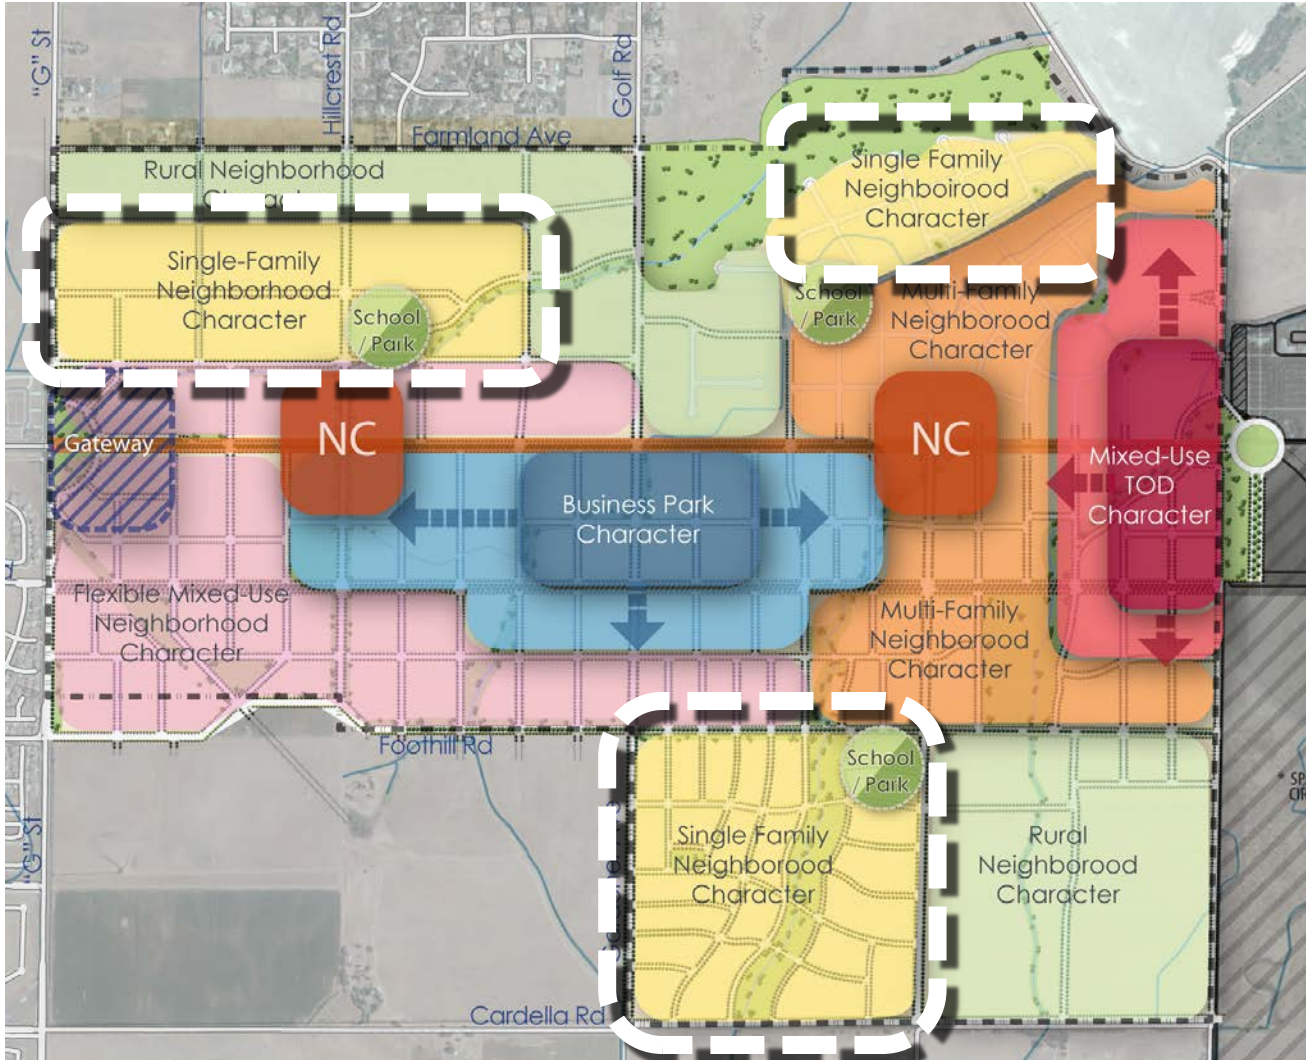 "G" St
Hillcrest Rd
Golf Rd
Farmland Ave
Rural Neighborhood
Character
Single-Family
Neighborhood
Character
School
/ Park
Single Family
Neighboirood
Character
School
/ Park
Multi-Family
Neighborood
Character
Gateway
NC
NC
Mixed-Use
TOD
Character
Business Park
Character
Flexible Mixed-Use
Neighborhood
Character
Multi-Family
Neighborood
Character
Foothill Rd
"G" St
School
/ Park
Single Family
Neighborood
Character
Rural
Neighborood
Character
Cardella Rd